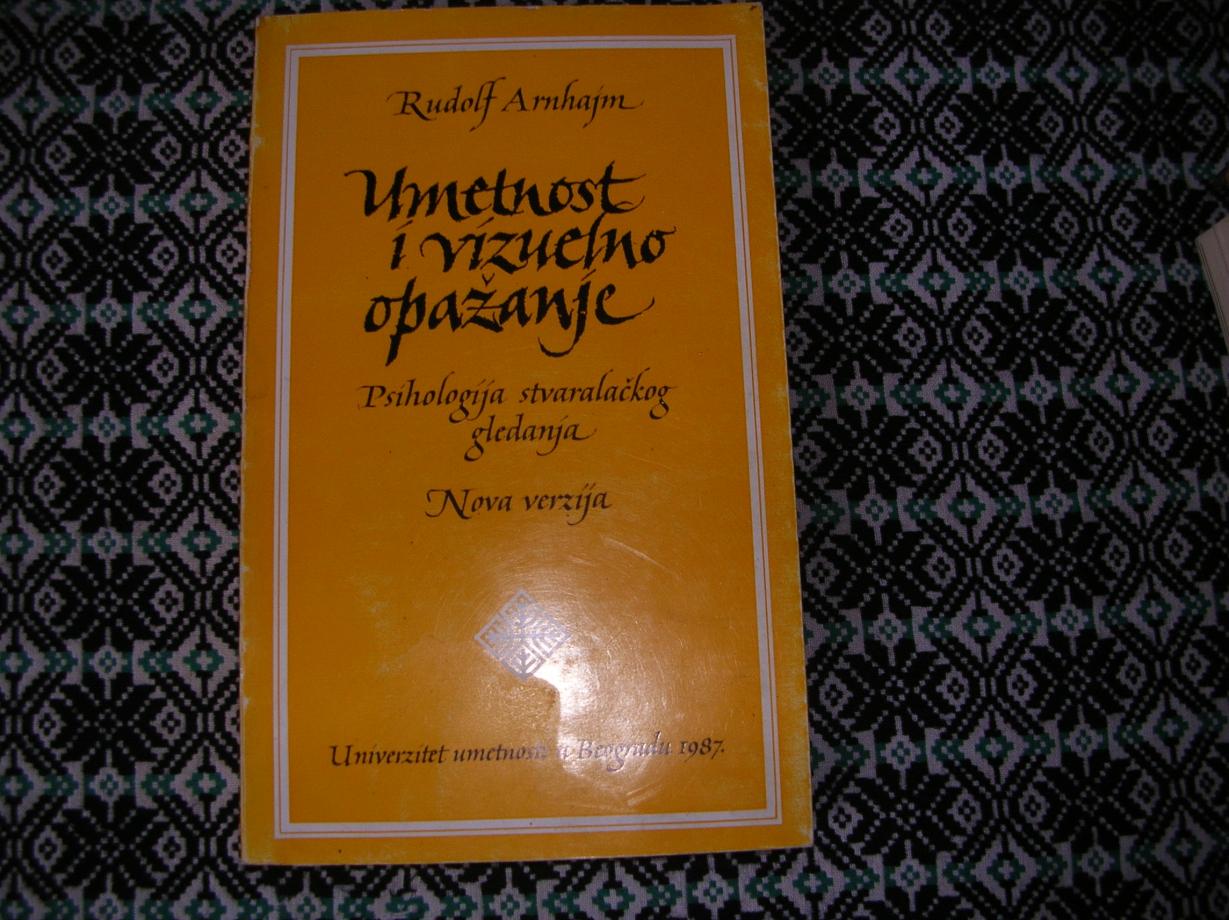 Rudolf Arnhajm
Umetnost
i vizuelno
opažanje
Psihologija stvaralačkog
gledanja
Nova verzija
Univerzitet umetnosti u Beogradu 1987.